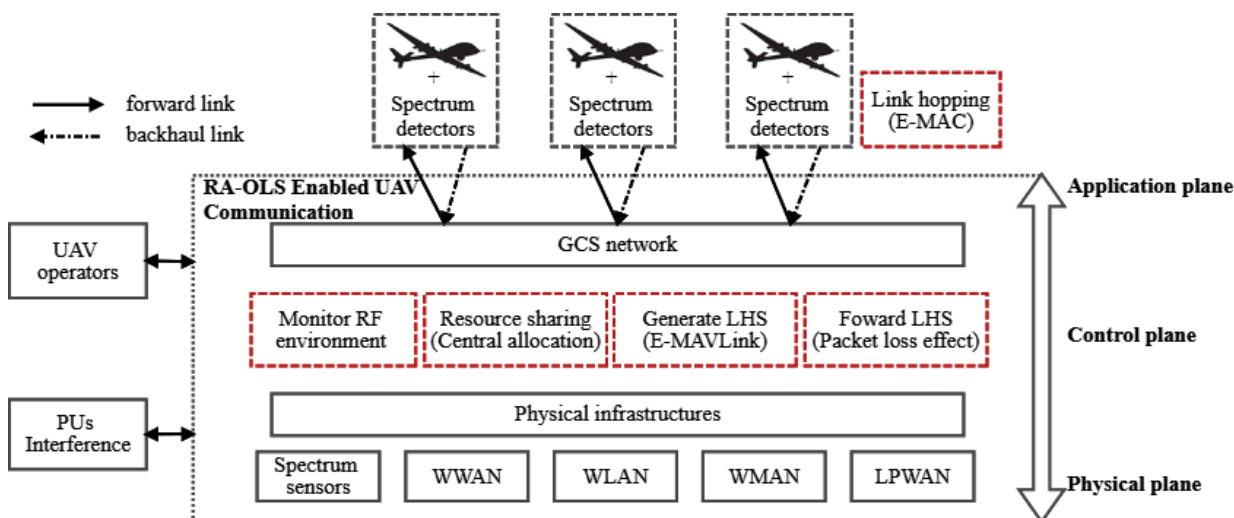 forward link
backhaul link
+
Spectrum
detectors
+
Spectrum
detectors
+
Spectrum
detectors
Link hopping
(E-MAC)
RA-OLS Enabled UAV
Communication
Application plane
UAV
operators
GCS network
Monitor RF
environment
Resource sharing
(Central allocation)
Generate LHS
(E-MAVLink)
Foward LHS
(Packet loss effect)
Control plane
PUs
Interference
Physical infrastructures
Spectrum
sensors
WWAN
WLAN
WMAN
LPWAN
Physical plane